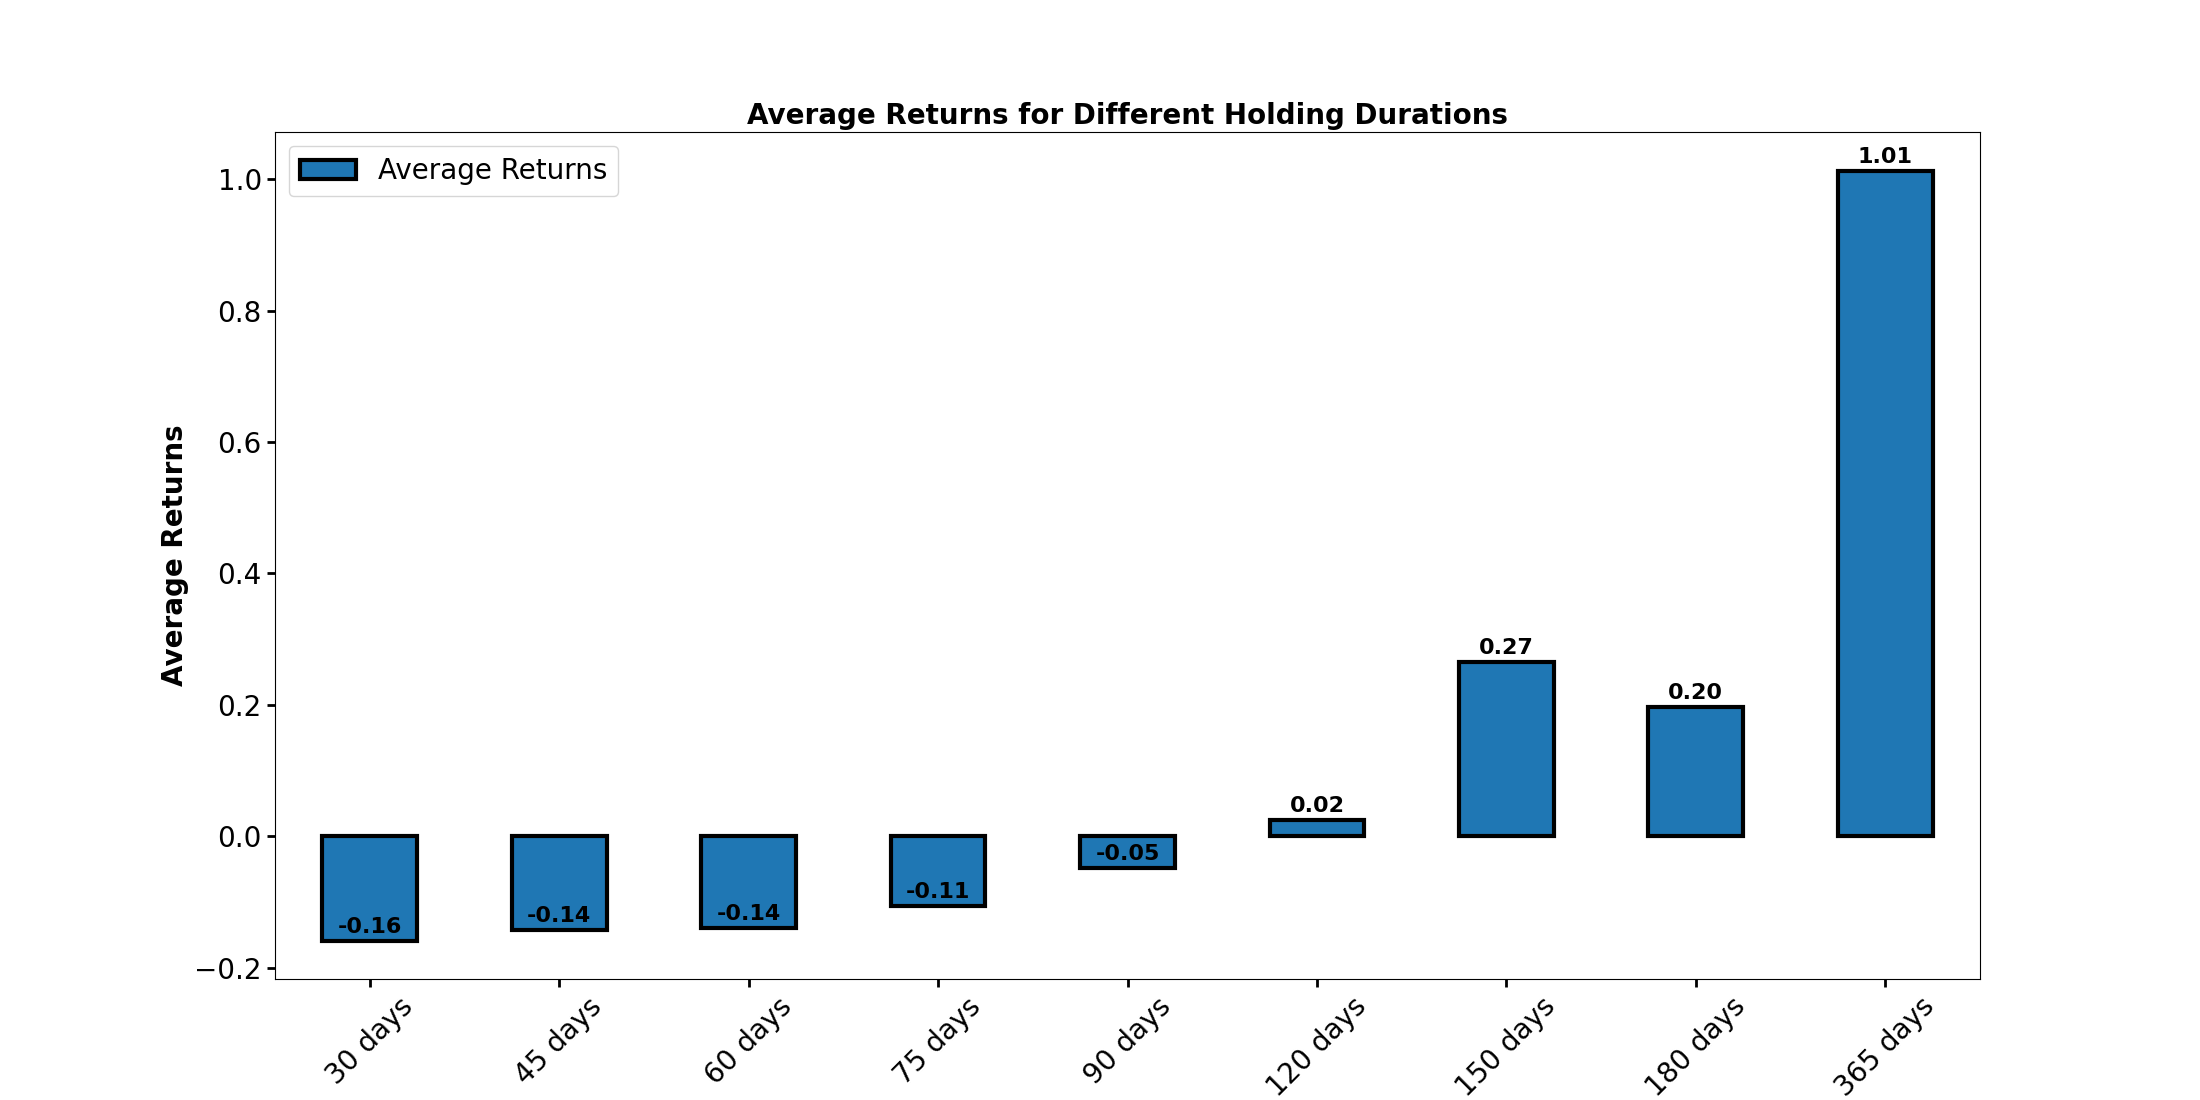 Average Returns for Different Holding Durations
Average Returns
Average Returns
1.0
0.8
0.6
0.4
0.2
0.0
−0.2
-0.16
-0.14
-0.14
-0.11
-0.05
0.02
0.27
0.20
1.01
30 days
45 days
60 days
75 days
90 days
120 days
150 days
180 days
365 days